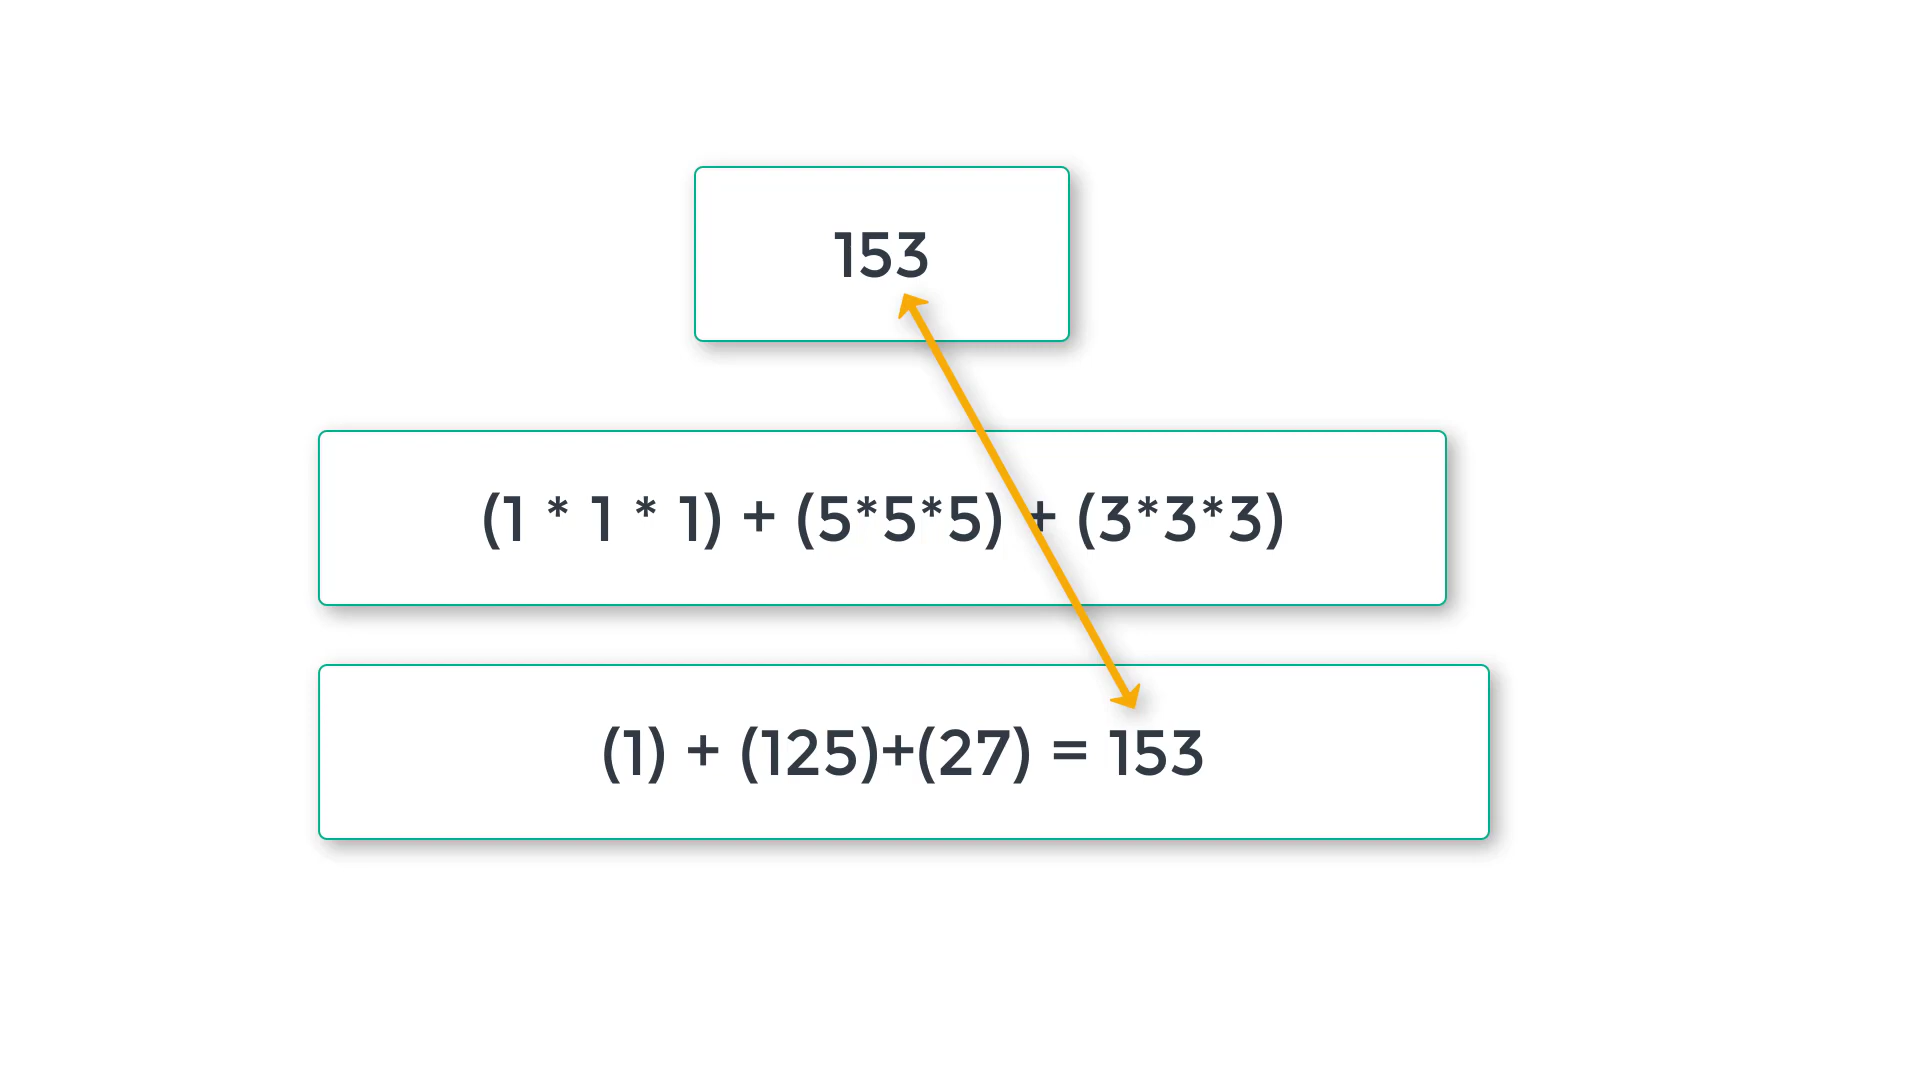 153
(1 * 1 * 1) + (5*5*5) + (3*3*3)
(1) + (125)+(27) = 153